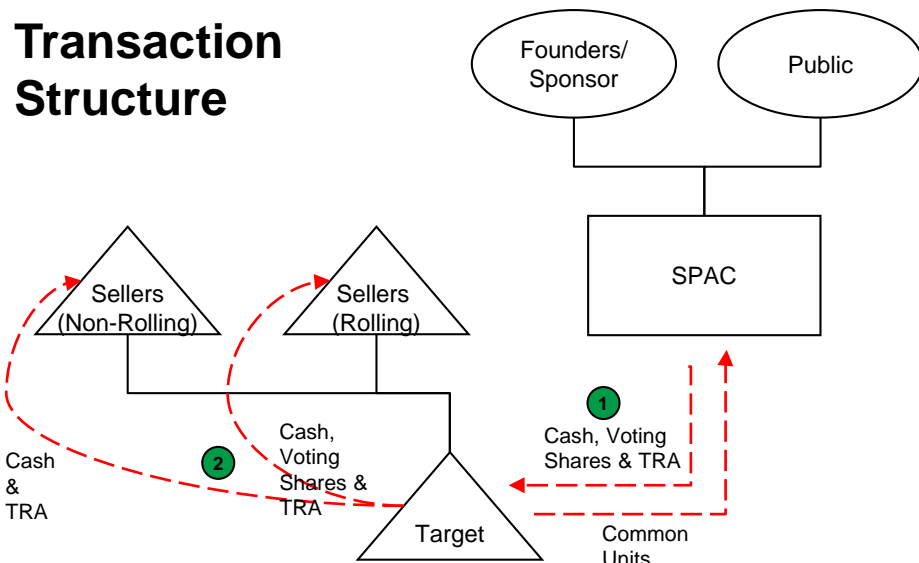 Transaction
Structure
Founders/
Sponsor
Public
SPAC
Sellers
(Non-Rolling)
Sellers
(Rolling)
1
Cash, Voting
Shares & TRA
2
Cash,
Voting
Shares &
TRA
Cash
&
TRA
Target
Common
Units